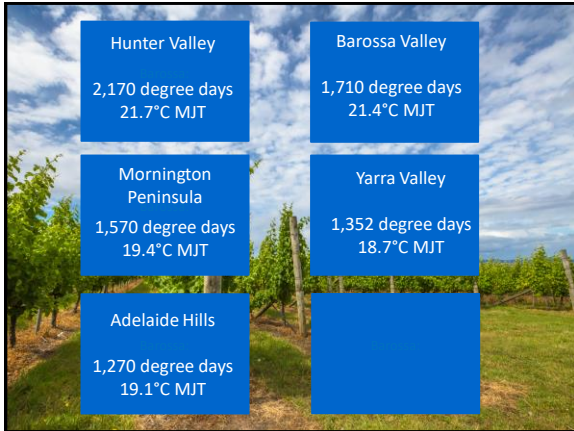 Hunter Valley
2,170 degree days
21.7°C MJT
Barossa Valley
1,710 degree days
21.4°C MJT
Mornington
Peninsula
1,570 degree days
19.4°C MJT
Yarra Valley
1,352 degree days
18.7°C MJT
Adelaide Hills
1,270 degree days
19.1°C MJT